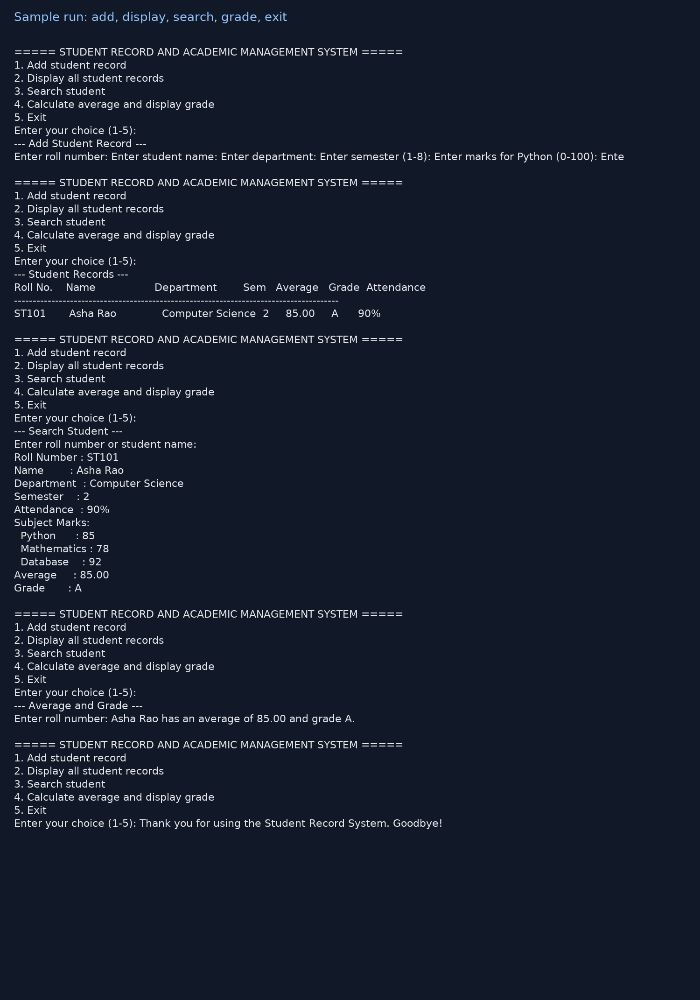 Sample run: add, display, search, grade, exit
===== STUDENT RECORD AND ACADEMIC MANAGEMENT SYSTEM =====
1. Add student record
2. Display all student records
3. Search student
4. Calculate average and display grade
5. Exit
Enter your choice (1-5):
--- Add Student Record ---
Enter roll number: Enter student name: Enter department: Enter semester (1-8): Enter marks for Python (0-100): Ente
===== STUDENT RECORD AND ACADEMIC MANAGEMENT SYSTEM =====
1. Add student record
2. Display all student records
3. Search student
4. Calculate average and display grade
5. Exit
Enter your choice (1-5):
--- Student Records ---
Roll No.    Name                  Department        Sem   Average   Grade  Attendance
---------------------------------------------------------------------------------------
ST101       Asha Rao              Computer Science  2     85.00     A      90%
===== STUDENT RECORD AND ACADEMIC MANAGEMENT SYSTEM =====
1. Add student record
2. Display all student records
3. Search student
4. Calculate average and display grade
5. Exit
Enter your choice (1-5):
--- Search Student ---
Enter roll number or student name:
Roll Number : ST101
Name        : Asha Rao
Department  : Computer Science
Semester    : 2
Attendance  : 90%
Subject Marks:
  Python      : 85
  Mathematics : 78
  Database    : 92
Average     : 85.00
Grade       : A
===== STUDENT RECORD AND ACADEMIC MANAGEMENT SYSTEM =====
1. Add student record
2. Display all student records
3. Search student
4. Calculate average and display grade
5. Exit
Enter your choice (1-5):
--- Average and Grade ---
Enter roll number: Asha Rao has an average of 85.00 and grade A.
===== STUDENT RECORD AND ACADEMIC MANAGEMENT SYSTEM =====
1. Add student record
2. Display all student records
3. Search student
4. Calculate average and display grade
5. Exit
Enter your choice (1-5): Thank you for using the Student Record System. Goodbye!